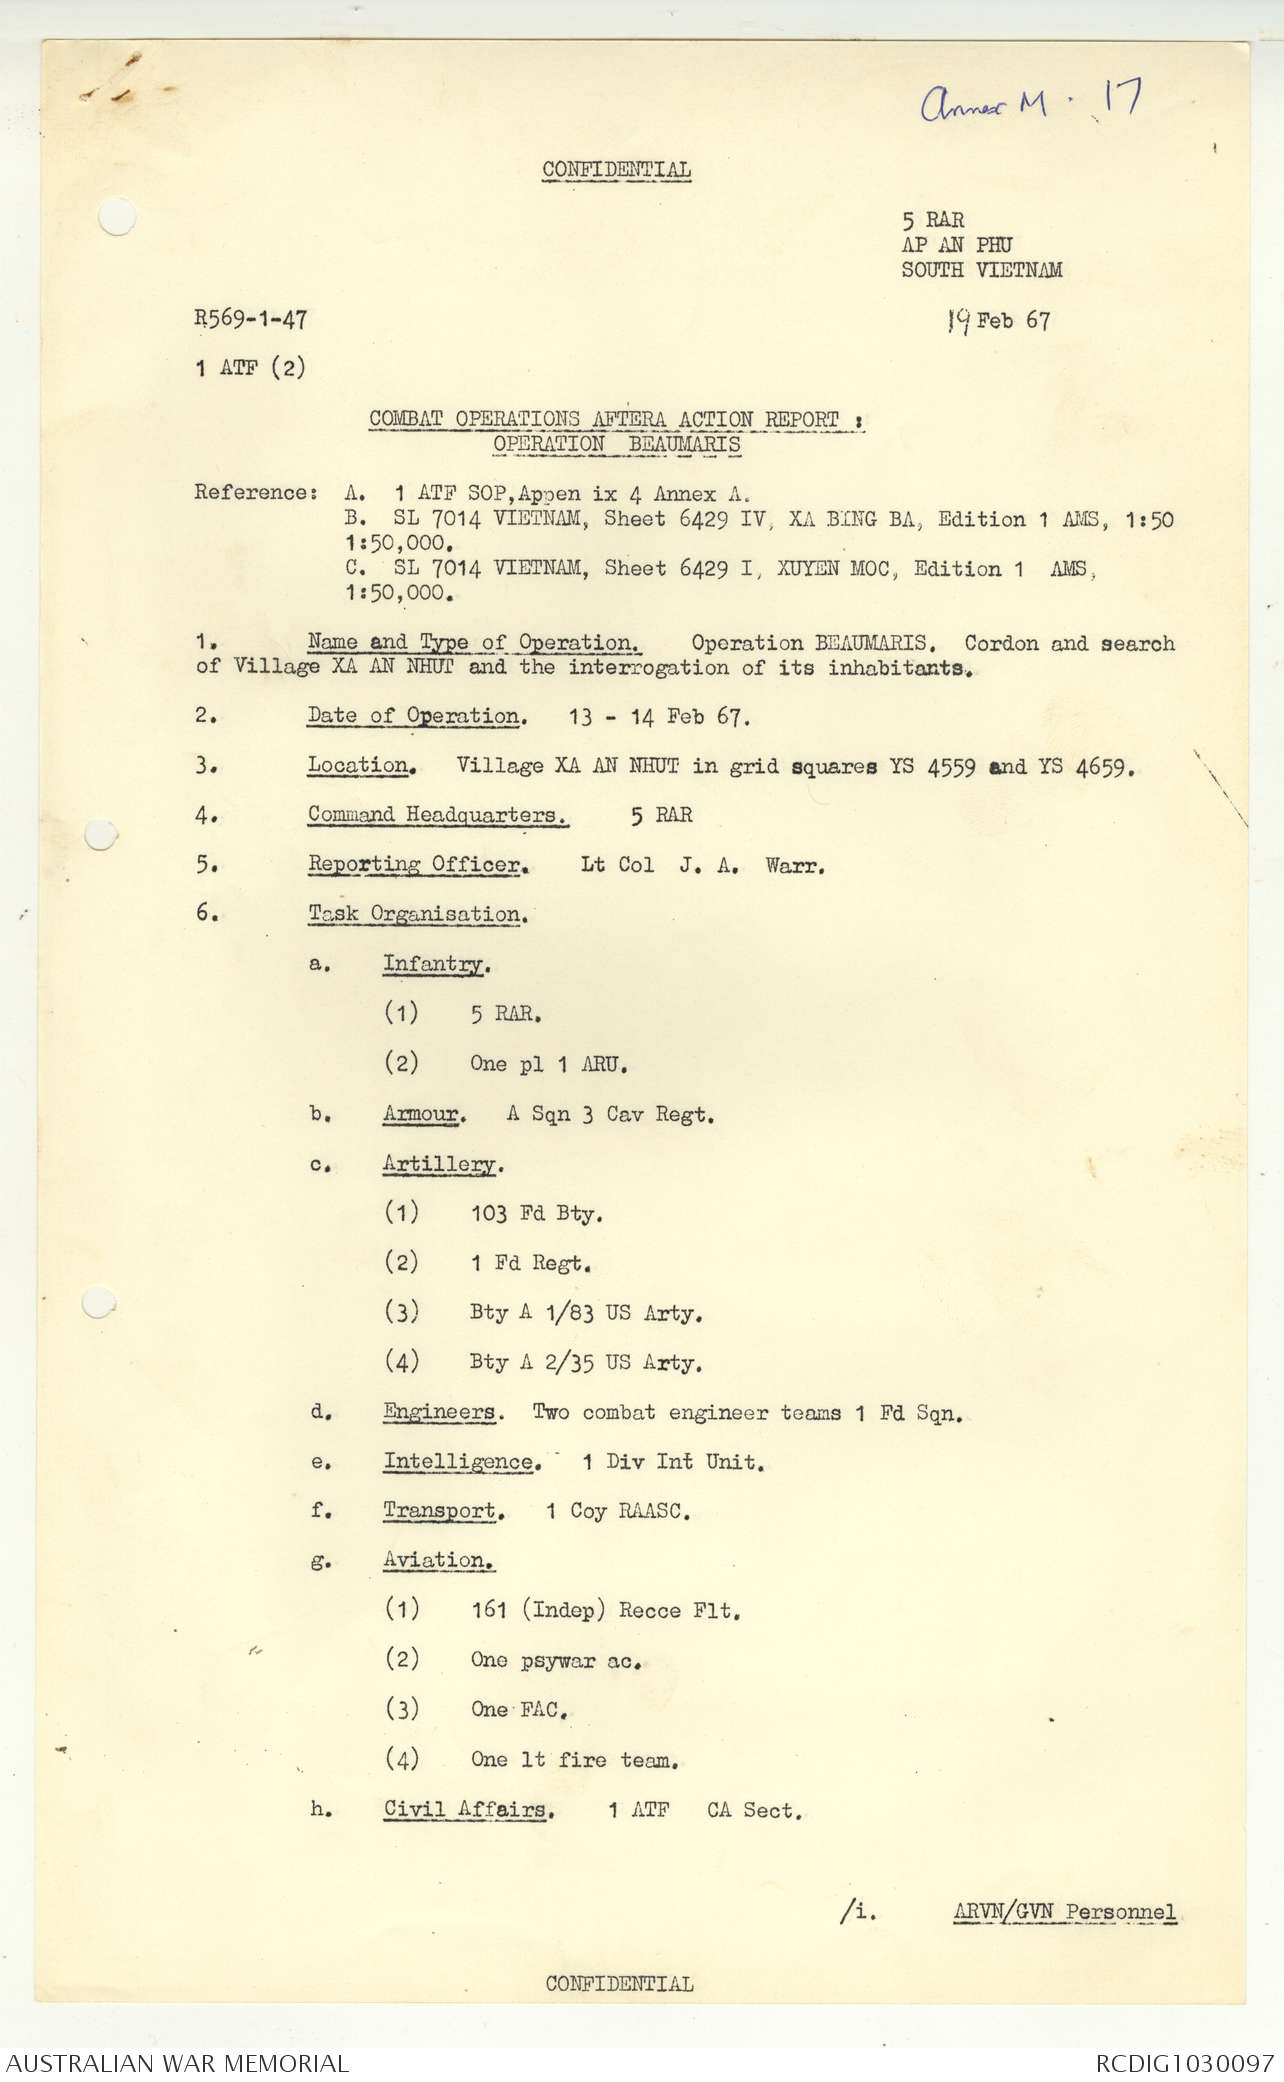 Annex M. 17
CONFIDENTIAL
5 RAR
AP AN PHU
SOUTH VIETNAM
R569-1-47
19 Feb 67
1 ATF (2)
COMBAT OPERATIONS AFTERA ACTION REPORT :
OPERATION BEAUMARIS
Reference: A. 1 ATF SOP,Appen ix 4 Annex A.
B. SL 7014 VIETNAM, Sheet 6429 IV, XA BING BA, Edition 1 AMS, 1:50
1:50,000.
C. SL 7014 VIETNAM, Sheet 6429 I, XUYEN MOC, Edition 1 AMS,
1:50,000.
1. Name and Type of Operation. Operation BEAUMARIS. Cordon and search
of Village XA AN NHUT and the interrogation of its inhabitants.
2. Date of Operation. 13 - 14 Feb 67.
3. Location. Village XA AN NHUT in grid squares YS 4559 and YS 4659.
4. Command Headquarters. 5 RAR
5. Reporting Officer. Lt Col J. A. Warr.
6. Task Organisation.
a. Infantry.
(1) 5 RAR.
(2) One pl 1 ARU.
b. Armour. A Sqn 3 Cav Regt.
c. Artillery.
(1) 103 Fd Bty.
(2) 1 Fd Regt.
(3) Bty A 1/83 US Arty.
(4) Bty A 2/35 US Arty.
d. Engineers. Two combat engineer teams 1 Fd Sqn.
e. Intelligence. 1 Div Int Unit.
f. Transport. 1 Coy RAASC.
g. Aviation.
(1) 161 (Indep) Recce Flt.
(2) One psywar ac.
(3) One FAC.
(4) One lt fire team.
h. Civil Affairs. 1 ATF CA Sect.
/i. ARVN/GVN Personnel
CONFIDENTIAL
AUSTRALIAN WAR MEMORIAL
RCDIG1030097